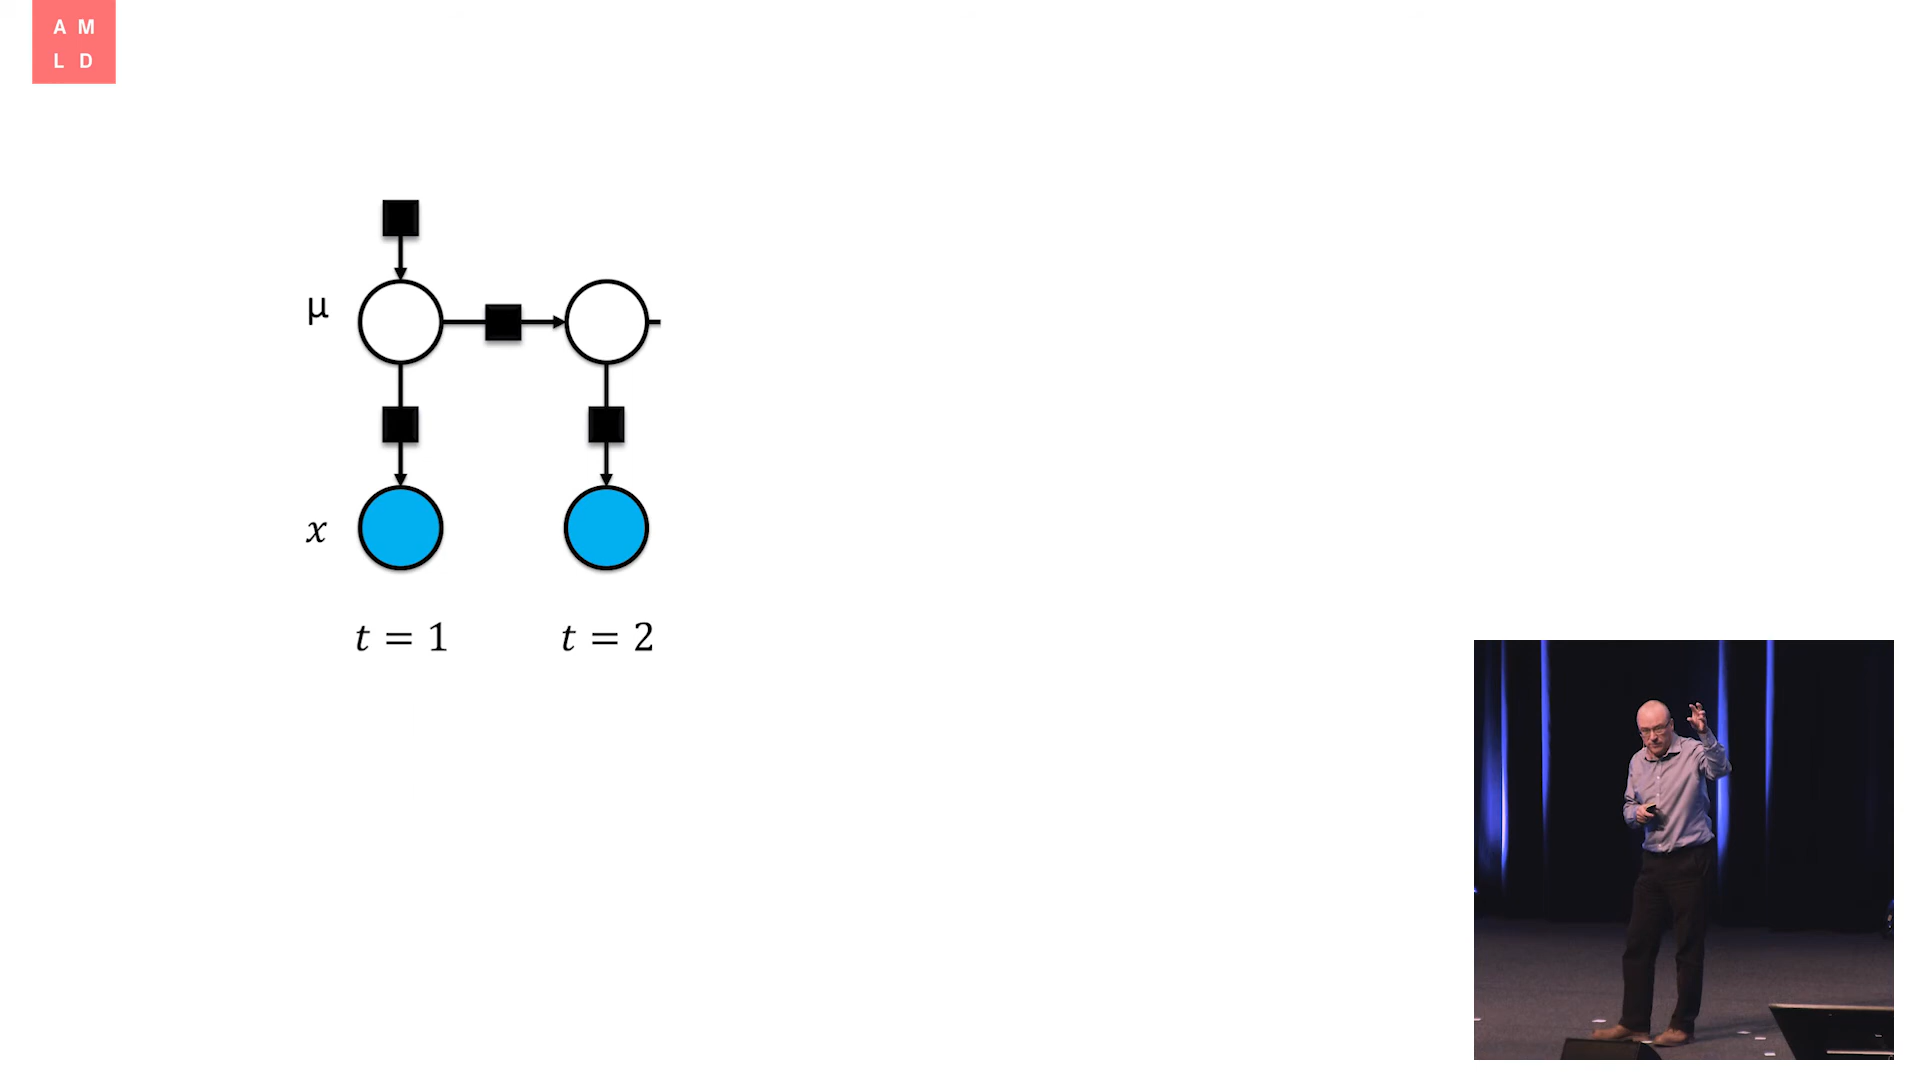 A M
L D
μ
x
t = 1 t = 2